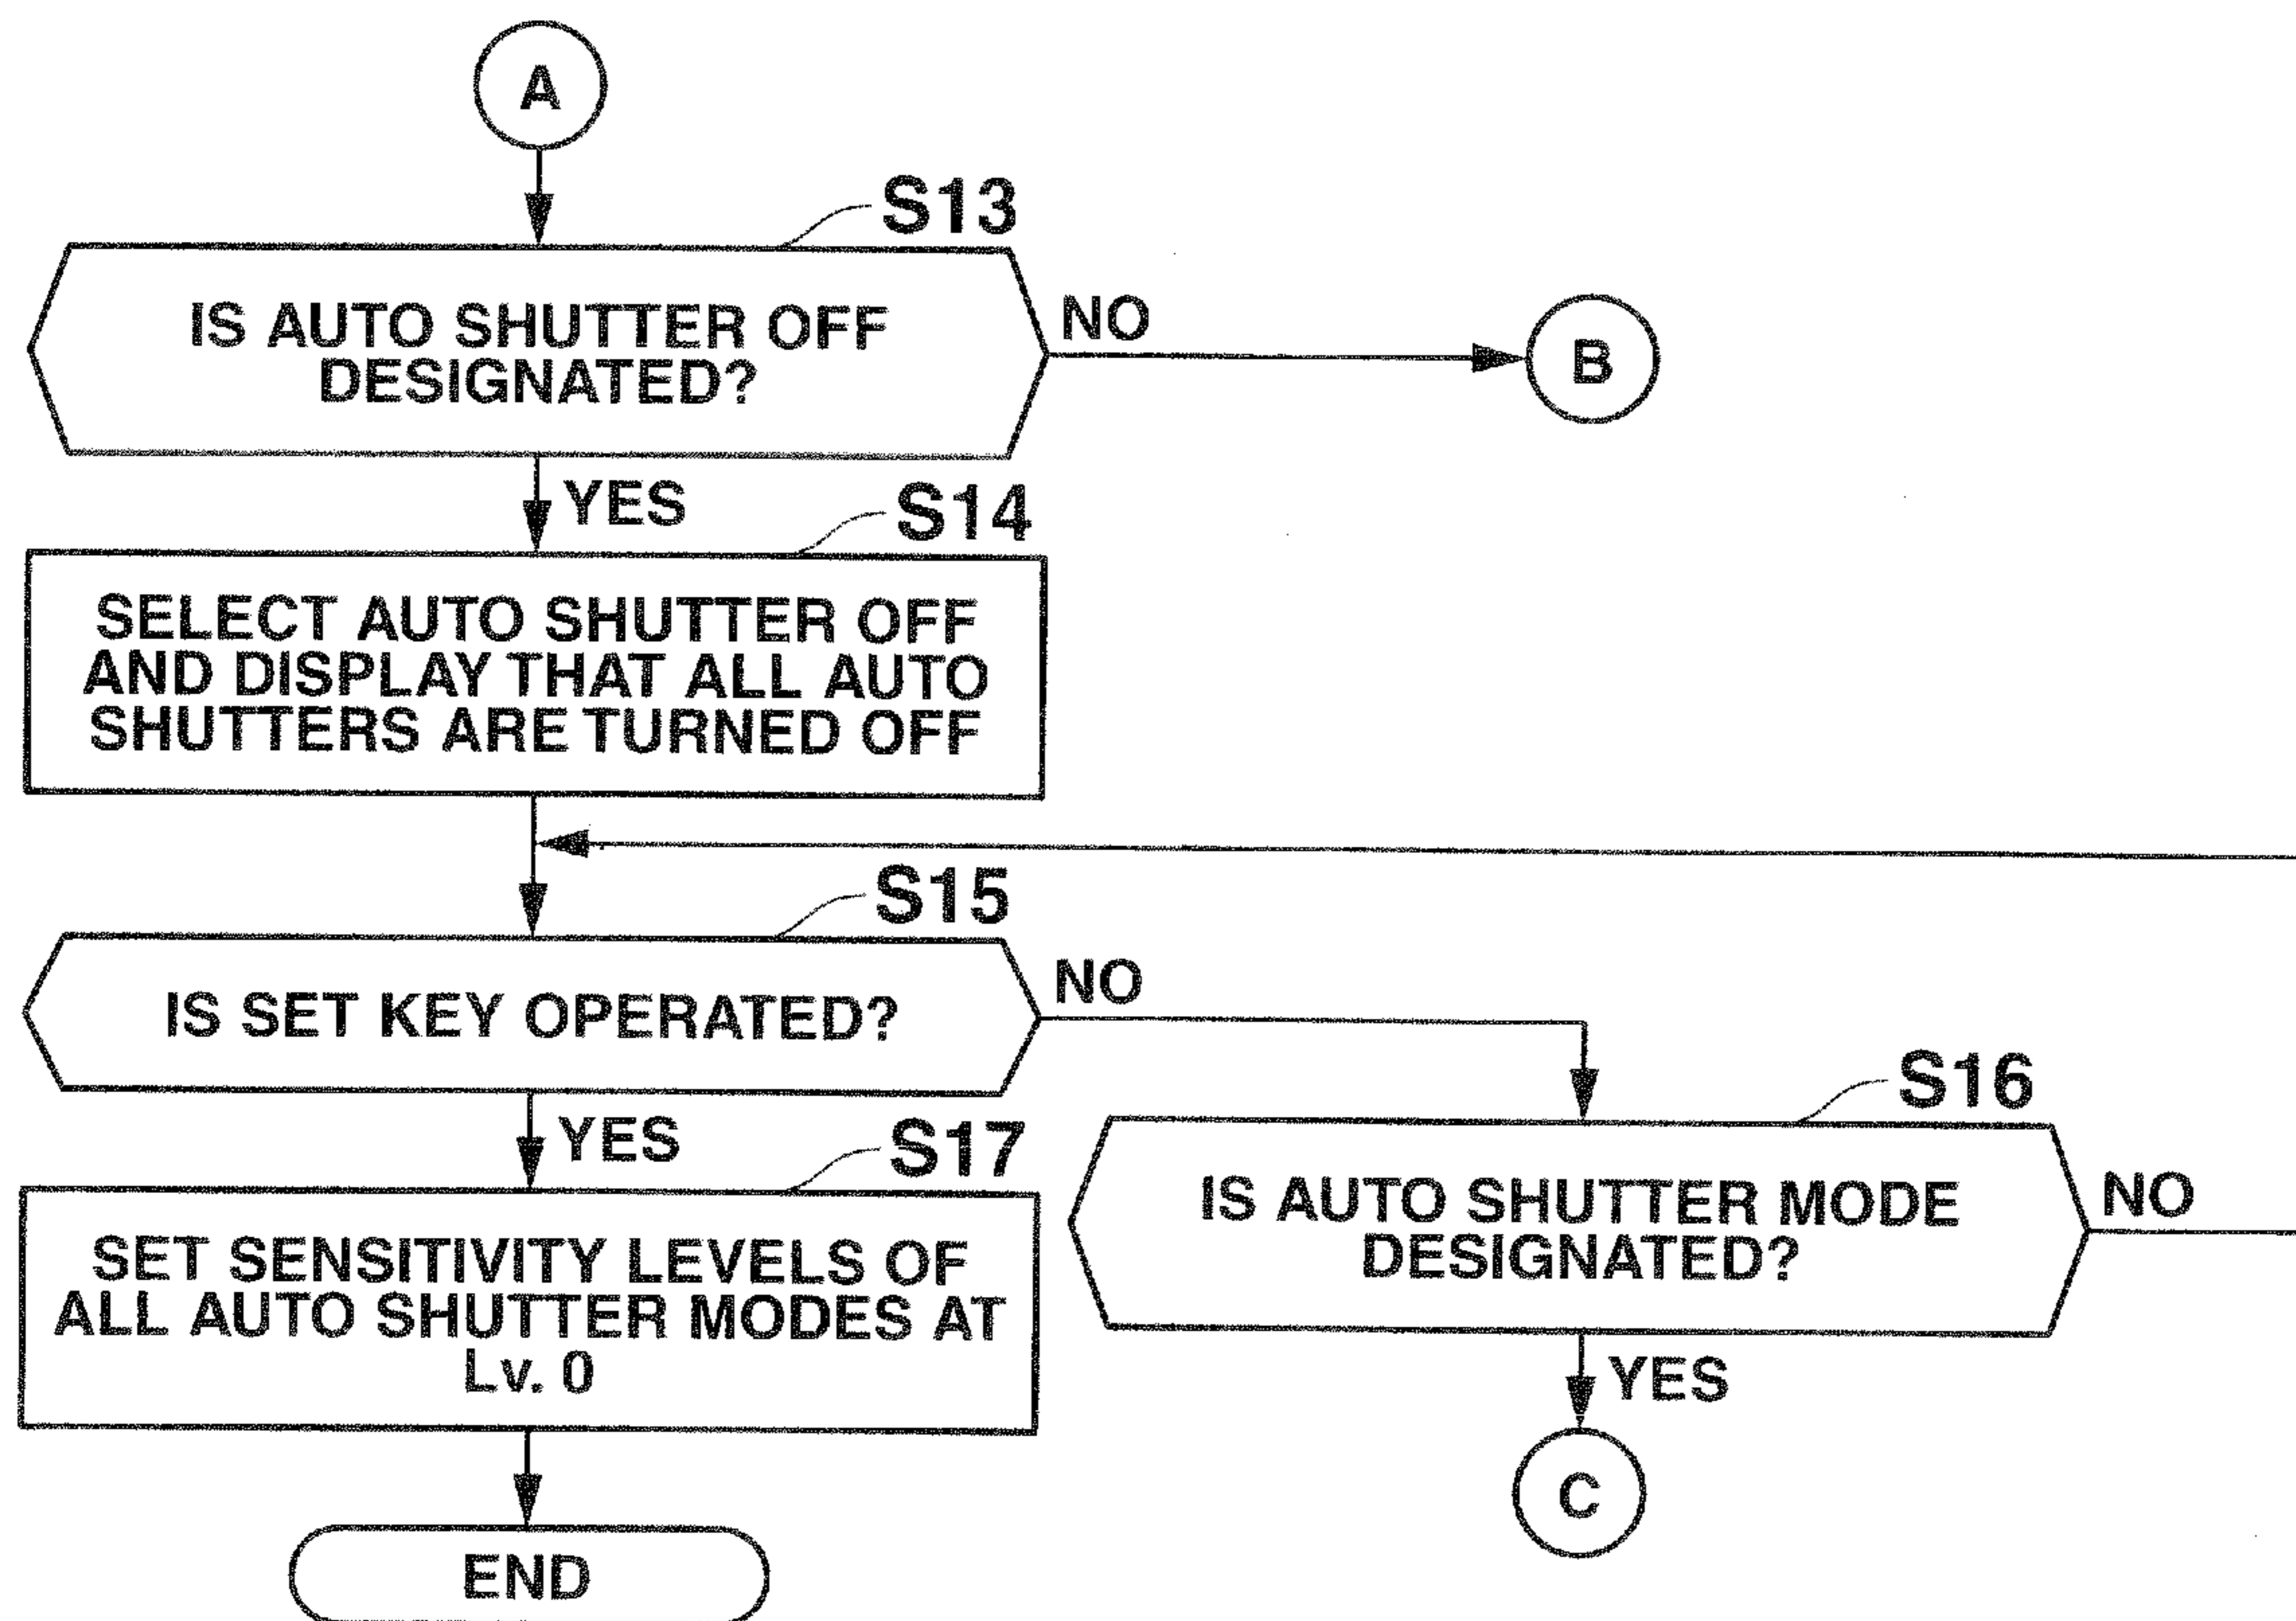 A
S13
IS AUTO SHUTTER OFF
DESIGNATED?
NO
B
YES
S14
SELECT AUTO SHUTTER OFF
AND DISPLAY THAT ALL AUTO
SHUTTERS ARE TURNED OFF
S15
IS SET KEY OPERATED?
NO
YES
S16
IS AUTO SHUTTER MODE
DESIGNATED?
NO
YES
C
S17
SET SENSITIVITY LEVELS OF
ALL AUTO SHUTTER MODES AT
Lv. 0
END